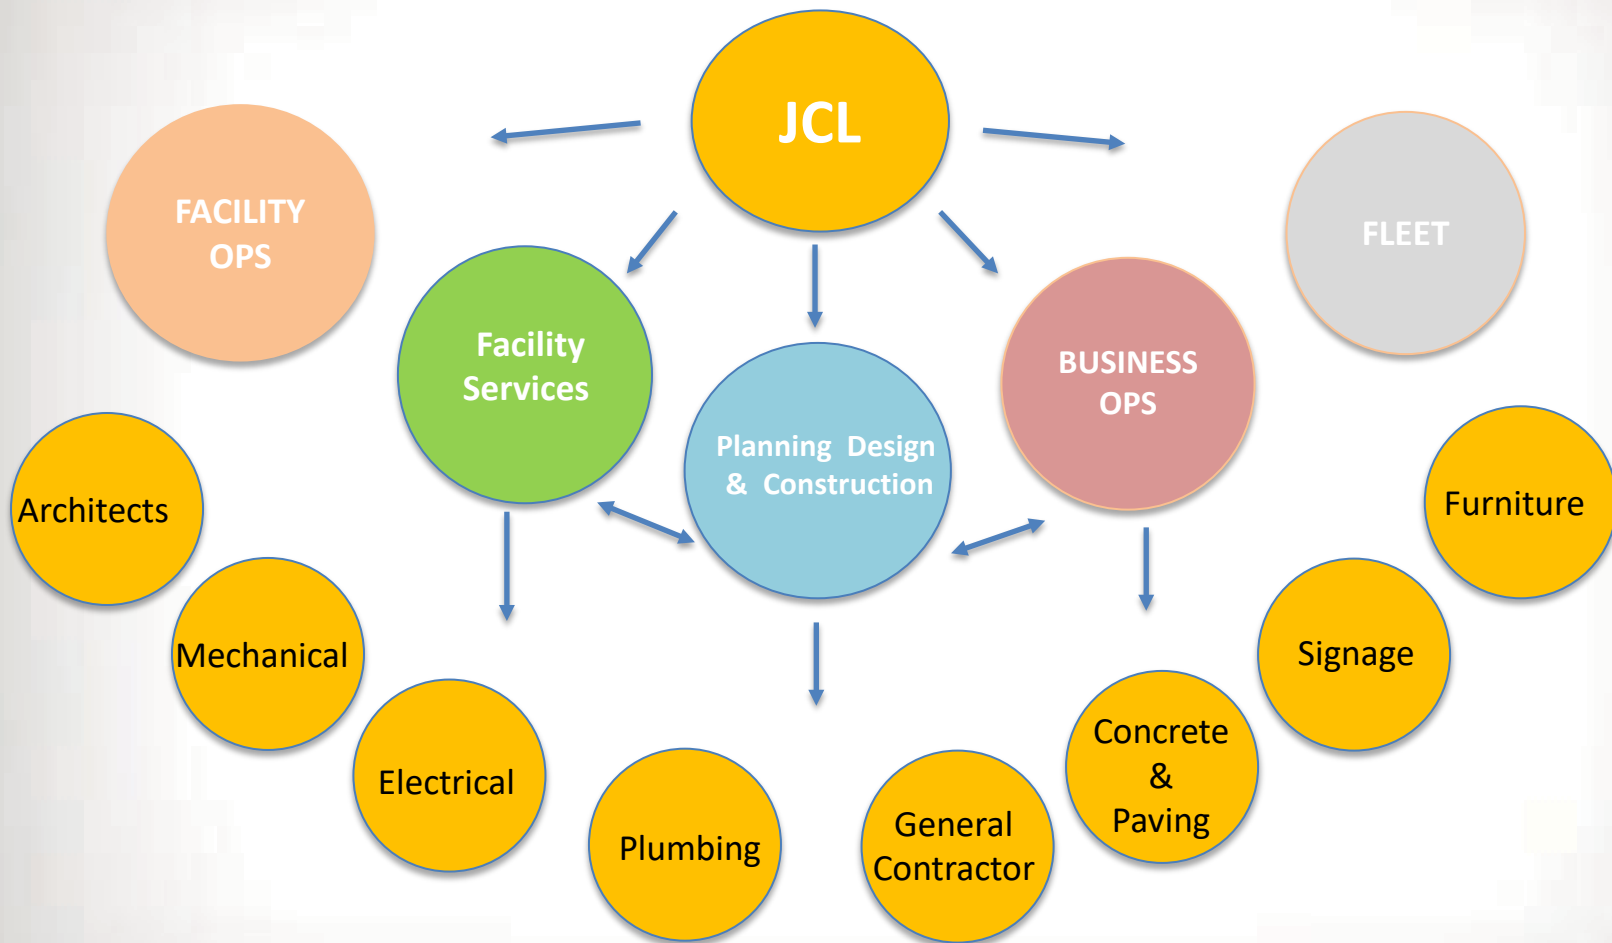 JCL
FACILITY
OPS
FLEET
Facility
Services
BUSINESS
OPS
Planning Design
& Construction
Architects
Mechanical
Electrical
Plumbing
General
Contractor
Concrete
&
Paving
Signage
Furniture